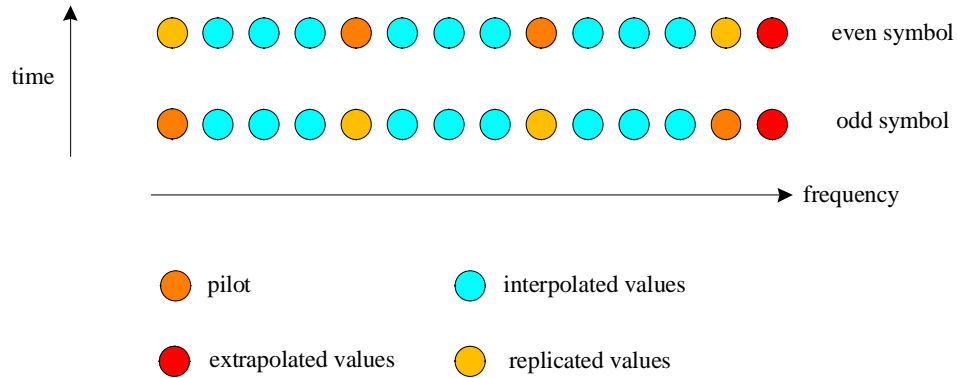 even symbol
time
odd symbol
frequency
pilot
interpolated values
extrapolated values
replicated values